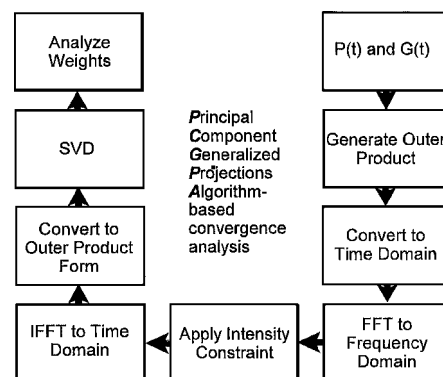 Analyze
Weights
P(t) and G(t)
SVD
Principal
Component
Generalized
Projections
Algorithm-
based
convergence
analysis
Generate Outer
Product
Convert to
Outer Product
Form
Convert to
Time Domain
IFFT to Time
Domain
Apply Intensity
Constraint
FFT to
Frequency
Domain